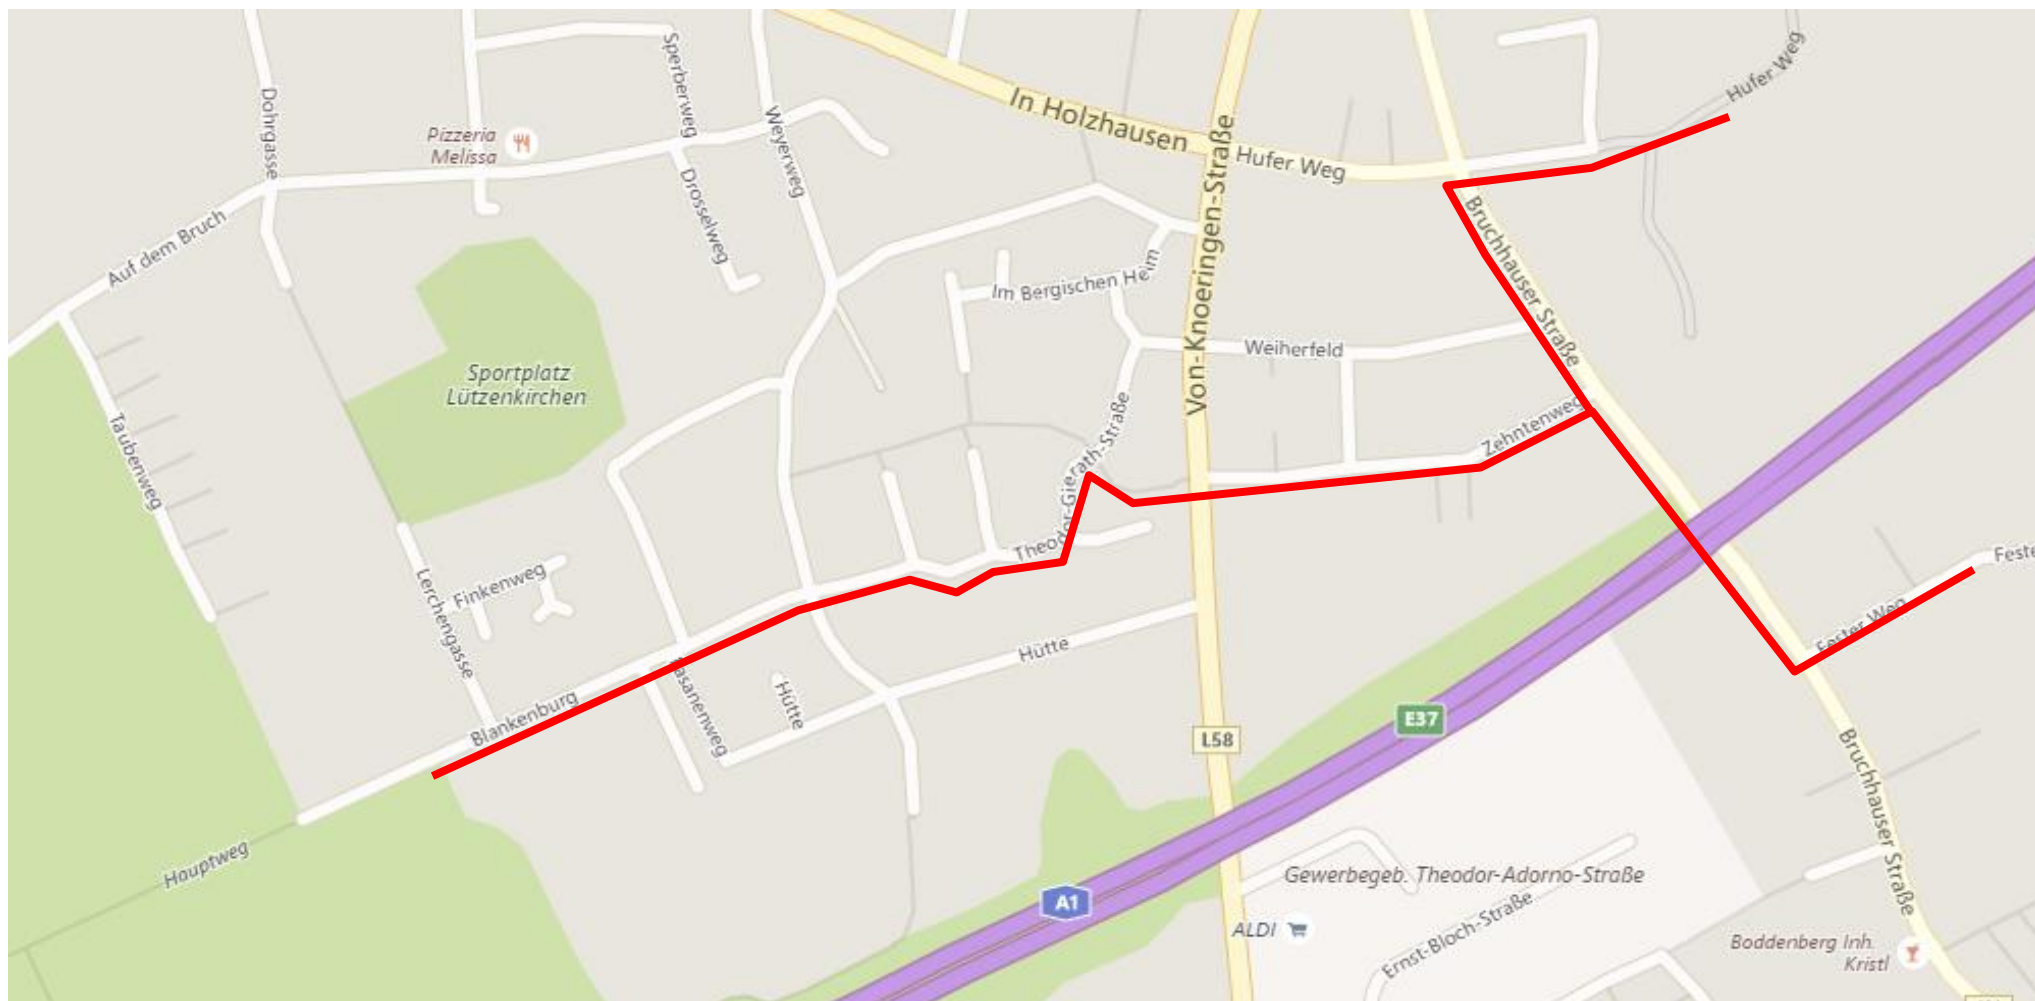 Sperberweg
Hufer Weg
Dohrgasse
In Holzhausen
Weyerweg
Pizzeria
Melissa
Hufer Weg
Drosselweg
Von-Knoeringen-Straße
Bruchhauser Straße
Auf dem Bruch
Im Bergischen Heim
Weiherfeld
Sportplatz
Lützenkirchen
Taubenweg
Theodor-Gierath-Straße
Zehntenweg
Finkenweg
Lerchengasse
Feste
Fester Weg
Hütte
Fasanenweg
Hütte
Blankenburg
E37
L58
Bruchhauser Straße
Hauptweg
Gewerbegeb. Theodor-Adorno-Straße
A1
ALDI
Ernst-Bloch-Straße
Boddenberg Inh.
Kristl